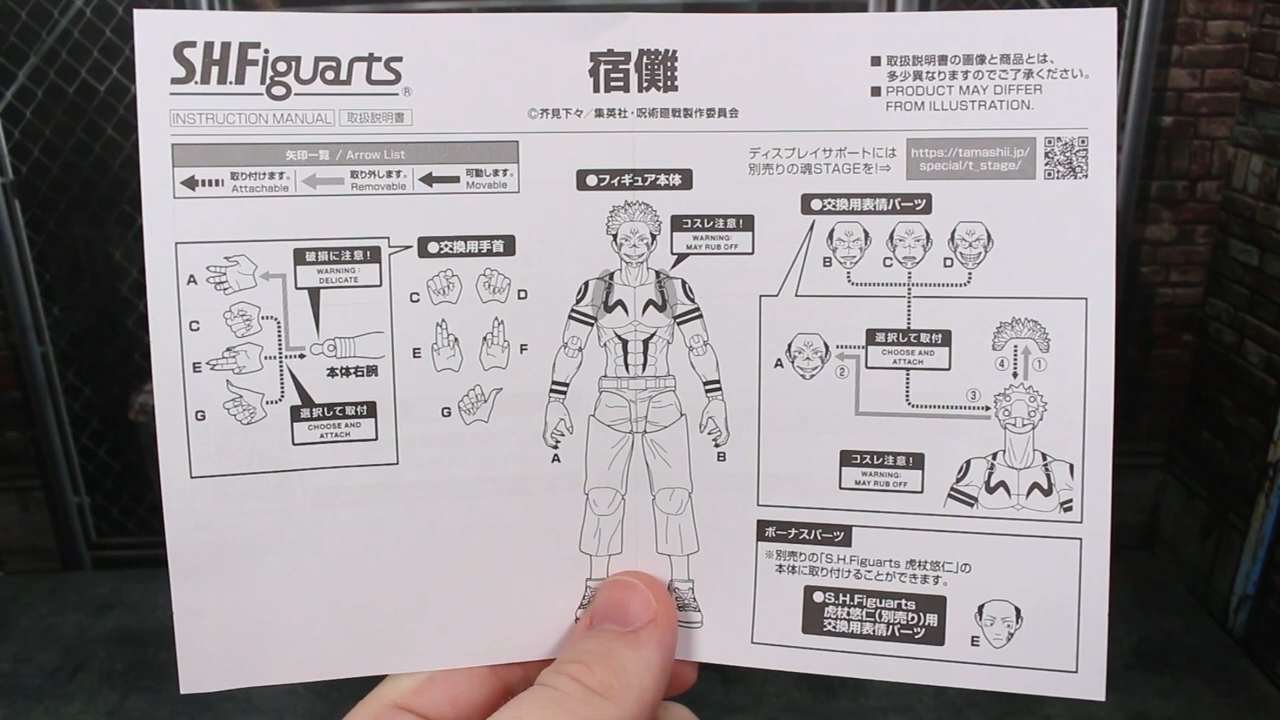 S.H.Figuarts®
INSTRUCTION MANUAL 取扱説明書
宿儺
©芥見下々／集英社・呪術廻戦製作委員会
■ 取扱説明書の画像と商品とは、
多少異なりますのでご了承ください。
■ PRODUCT MAY DIFFER
FROM ILLUSTRATION.
矢印一覧 / Arrow List
取り付けます。
Attachable
取り外します。
Removable
可動します。
Movable
ディスプレイサポートには
別売りの魂STAGEを!⇒
https://tamashii.jp/
special/t_stage/
●交換用手首
破損に注意!
WARNING:
DELICATE
A
C
E
G
本体右腕
選択して取付
CHOOSE AND
ATTACH
C
D
E
F
G
●フィギュア本体
コスレ注意!
WARNING:
MAY RUB OFF
A
B
●交換用表情パーツ
B
C
D
A
選択して取付
CHOOSE AND
ATTACH
②
④
①
③
コスレ注意!
WARNING:
MAY RUB OFF
ボーナスパーツ
※別売りの「S.H.Figuarts 虎杖悠仁」の
本体に取り付けることができます。
●S.H.Figuarts
虎杖悠仁(別売り)用
交換用表情パーツ
E